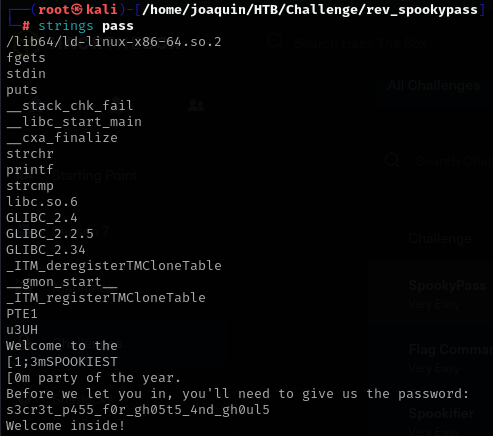 ┌──(root㉿kali)-[/home/joaquin/HTB/Challenge/rev_spookypass]
└─# strings pass
/lib64/ld-linux-x86-64.so.2
fgets
stdin
puts
__stack_chk_fail
__libc_start_main
__cxa_finalize
strchr
printf
strcmp
libc.so.6
GLIBC_2.4
GLIBC_2.2.5
GLIBC_2.34
_ITM_deregisterTMCloneTable
__gmon_start__
_ITM_registerTMCloneTable
PTE1
u3UH
Welcome to the
[1;3mSPOOKIEST
[0m party of the year.
Before we let you in, you'll need to give us the password:
s3cr3t_p455_f0r_gh05t5_4nd_gh0ul5
Welcome inside!
All Challenges
Starting Point
Challenge
SpookyPass
Very Easy
Flag Comma
Very Easy
Spookifier